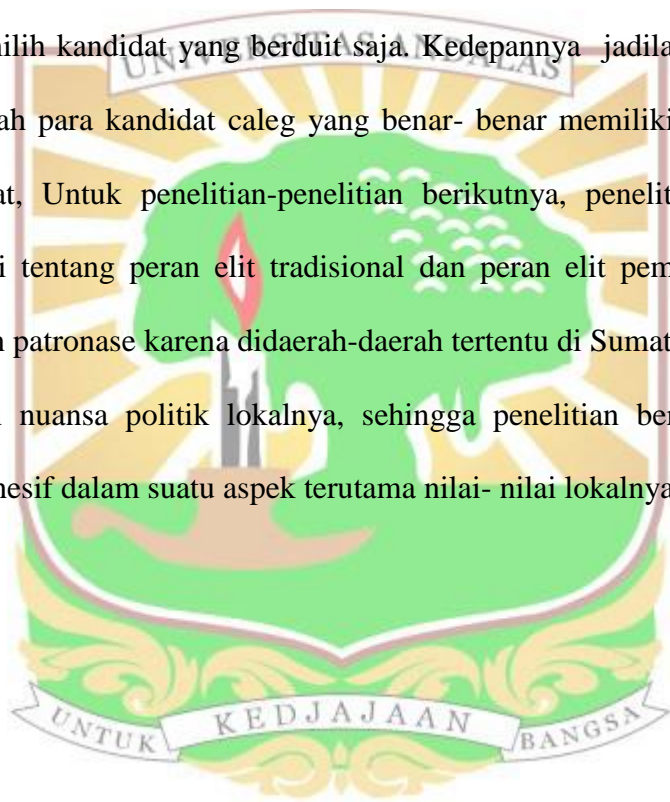 milih kandidat yang berduit saja. Kedepannya jadila
UNIVERSITAS ANDALAS
ah para kandidat caleg yang benar- benar memiliki
at, Untuk penelitian-penelitian berikutnya, penelit
i tentang peran elit tradisional dan peran elit pem
n patronase karena didaerah-daerah tertentu di Sumat
nuansa politik lokalnya, sehingga penelitian ber
nesif dalam suatu aspek terutama nilai- nilai lokalnya
UNTUK KEDJAJAAN BANGSA